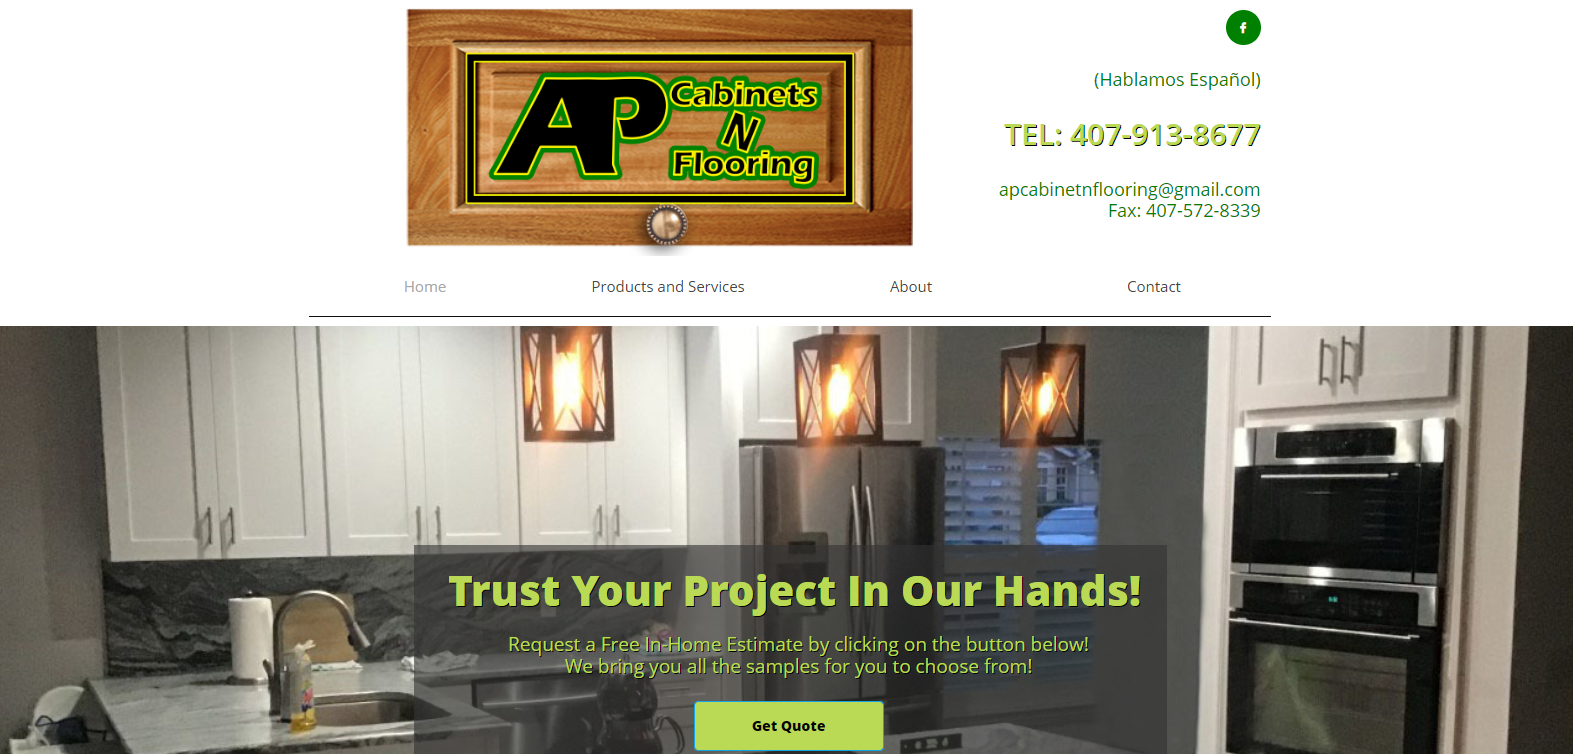 AP Cabinets
N
Flooring
f
(Hablamos Español)
TEL: 407-913-8677
apcabinetnflooring@gmail.com
Fax: 407-572-8339
Home Products and Services About Contact
Trust Your Project In Our Hands!
Request a Free In-Home Estimate by clicking on the button below!
We bring you all the samples for you to choose from!
Get Quote